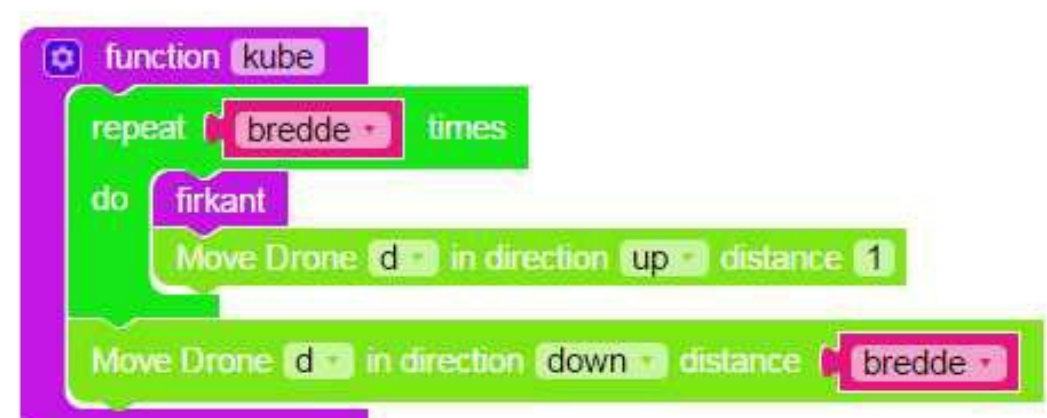 function kube
repeat bredde times
do firkant
Move Drone d in direction up distance 1
Move Drone d in direction down distance bredde